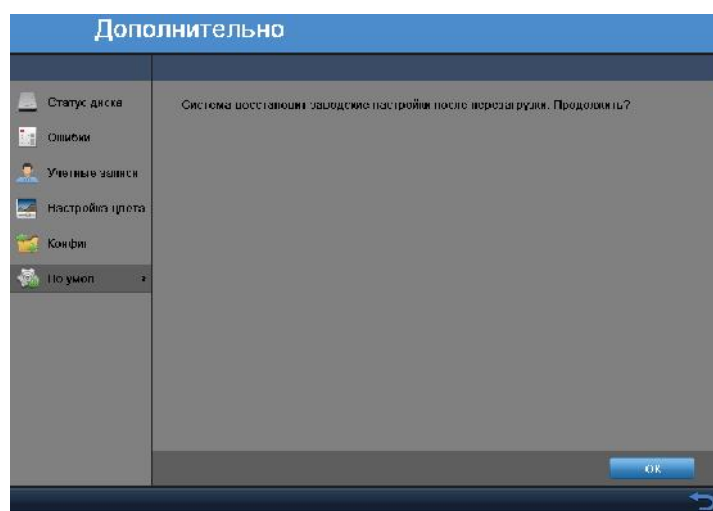 Дополнительно
Статус диска
Ошибки
Учетные записи
Настройка цвета
Конфиг
По умол
Система восстановит заводские настройки после перезагрузки. Продолжить?
OK